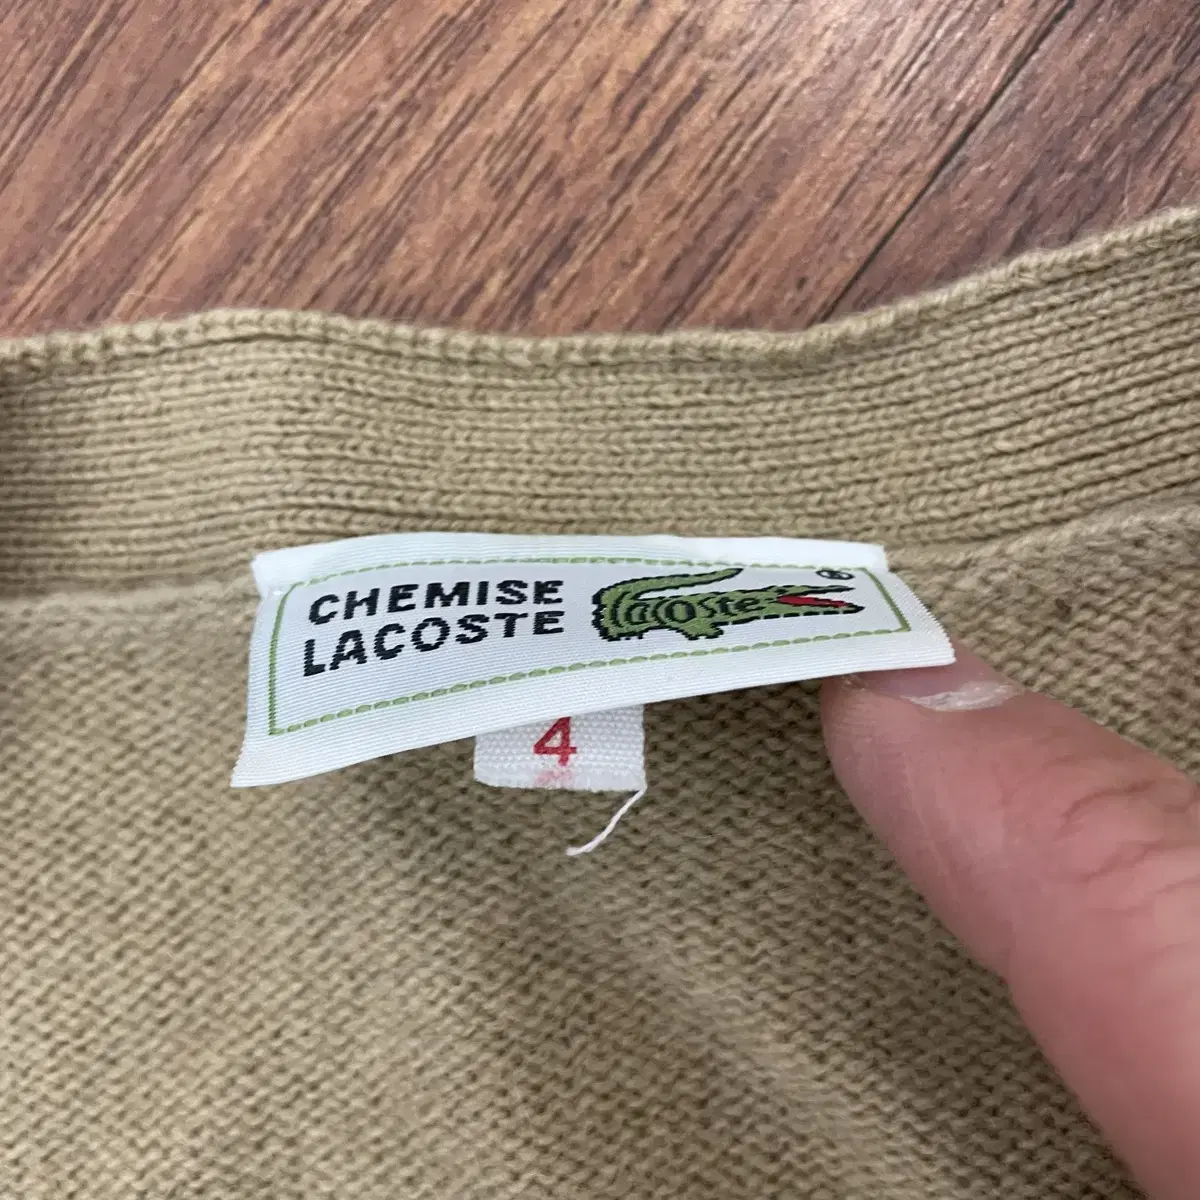 CHEMISE
LACOSTE
Lacoste
®
4